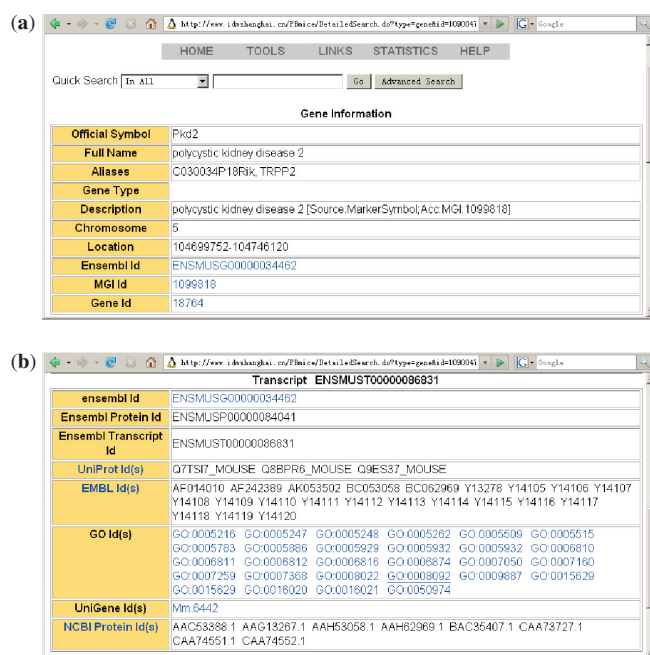 (a)
http://www.idmshanghai.cn/PBmice/DetailedSearch.do?type=gene&id=1090047 G Google
HOME TOOLS LINKS STATISTICS HELP
Quick Search In All Go Advanced Search
Gene Information
Official Symbol Pkd2
Full Name polycystic kidney disease 2
Aliases C030034P18Rik, TRPP2
Gene Type
Description polycystic kidney disease 2 [Source:MarkerSymbol;Acc:MGI:1099818]
Chromosome 5
Location 104699752-104746120
Ensembl Id ENSMUSG00000034462
MGI Id 1099818
Gene Id 18764
(b)
http://www.idmshanghai.cn/PBmice/DetailedSearch.do?type=gene&id=1090047 G Google
Transcript ENSMUST00000086831
ensembl Id ENSMUSG00000034462
Ensembl Protein Id ENSMUSP00000084041
Ensembl Transcript
Id ENSMUST00000086831
UniProt Id(s) Q7TSI7_MOUSE Q8BPR6_MOUSE Q9ES37_MOUSE
EMBL Id(s) AF014010 AF242389 AK053502 BC053058 BC062969 Y13278 Y14105 Y14106 Y14107
Y14108 Y14109 Y14110 Y14111 Y14112 Y14113 Y14114 Y14115 Y14116 Y14117
Y14118 Y14119 Y14120
GO Id(s) GO:0005216 GO:0005247 GO:0005248 GO:0005262 GO:0005509 GO:0005515
GO:0005783 GO:0005886 GO:0005929 GO:0005932 GO:0005932 GO:0006810
GO:0006811 GO:0006812 GO:0006816 GO:0006874 GO:0007050 GO:0007160
GO:0007259 GO:0007368 GO:0008022 GO:0008092 GO:0009887 GO:0015629
GO:0015629 GO:0016020 GO:0016021 GO:0050974
UniGene Id(s) Mm.6442
NCBI Protein Id(s) AAC53388.1 AAG13267.1 AAH53058.1 AAH62969.1 BAC35407.1 CAA73727.1
CAA74551.1 CAA74552.1